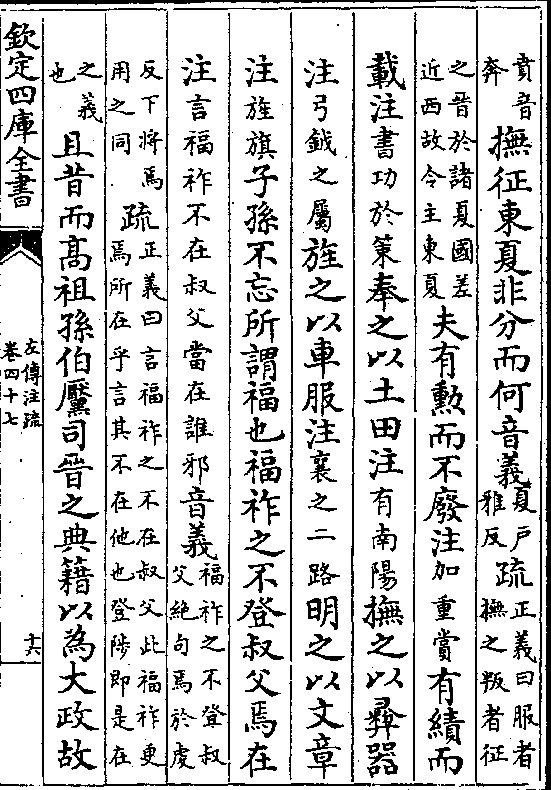 賁音
奔
撫征東夏非分而何音義
夏戶
雅反
疏
正義曰服者
撫之叛者征
之晉於諸夏國差
近西故令主東夏
夫有勲而不廢注加重賞有績而
載注書功於策奉之以土田注有南陽撫之以彛器
注弓鉞之屬旌之以車服注襄之二路明之以文章
注旌旗子孫不忘所謂福也福祚之不登叔父焉在
注言福祚不在叔父當在誰邪音義
福祚之不登叔
父絶句焉於䖍
反下將焉
用之同
疏
正義曰言福祚之不在叔父此福祚更
焉所在乎言其不在他也登陟即是在
之義
也
且昔而髙祖孫伯黶司晉之典籍以為大政故
欽定四庫全書
左傳注疏
卷四十七
十六